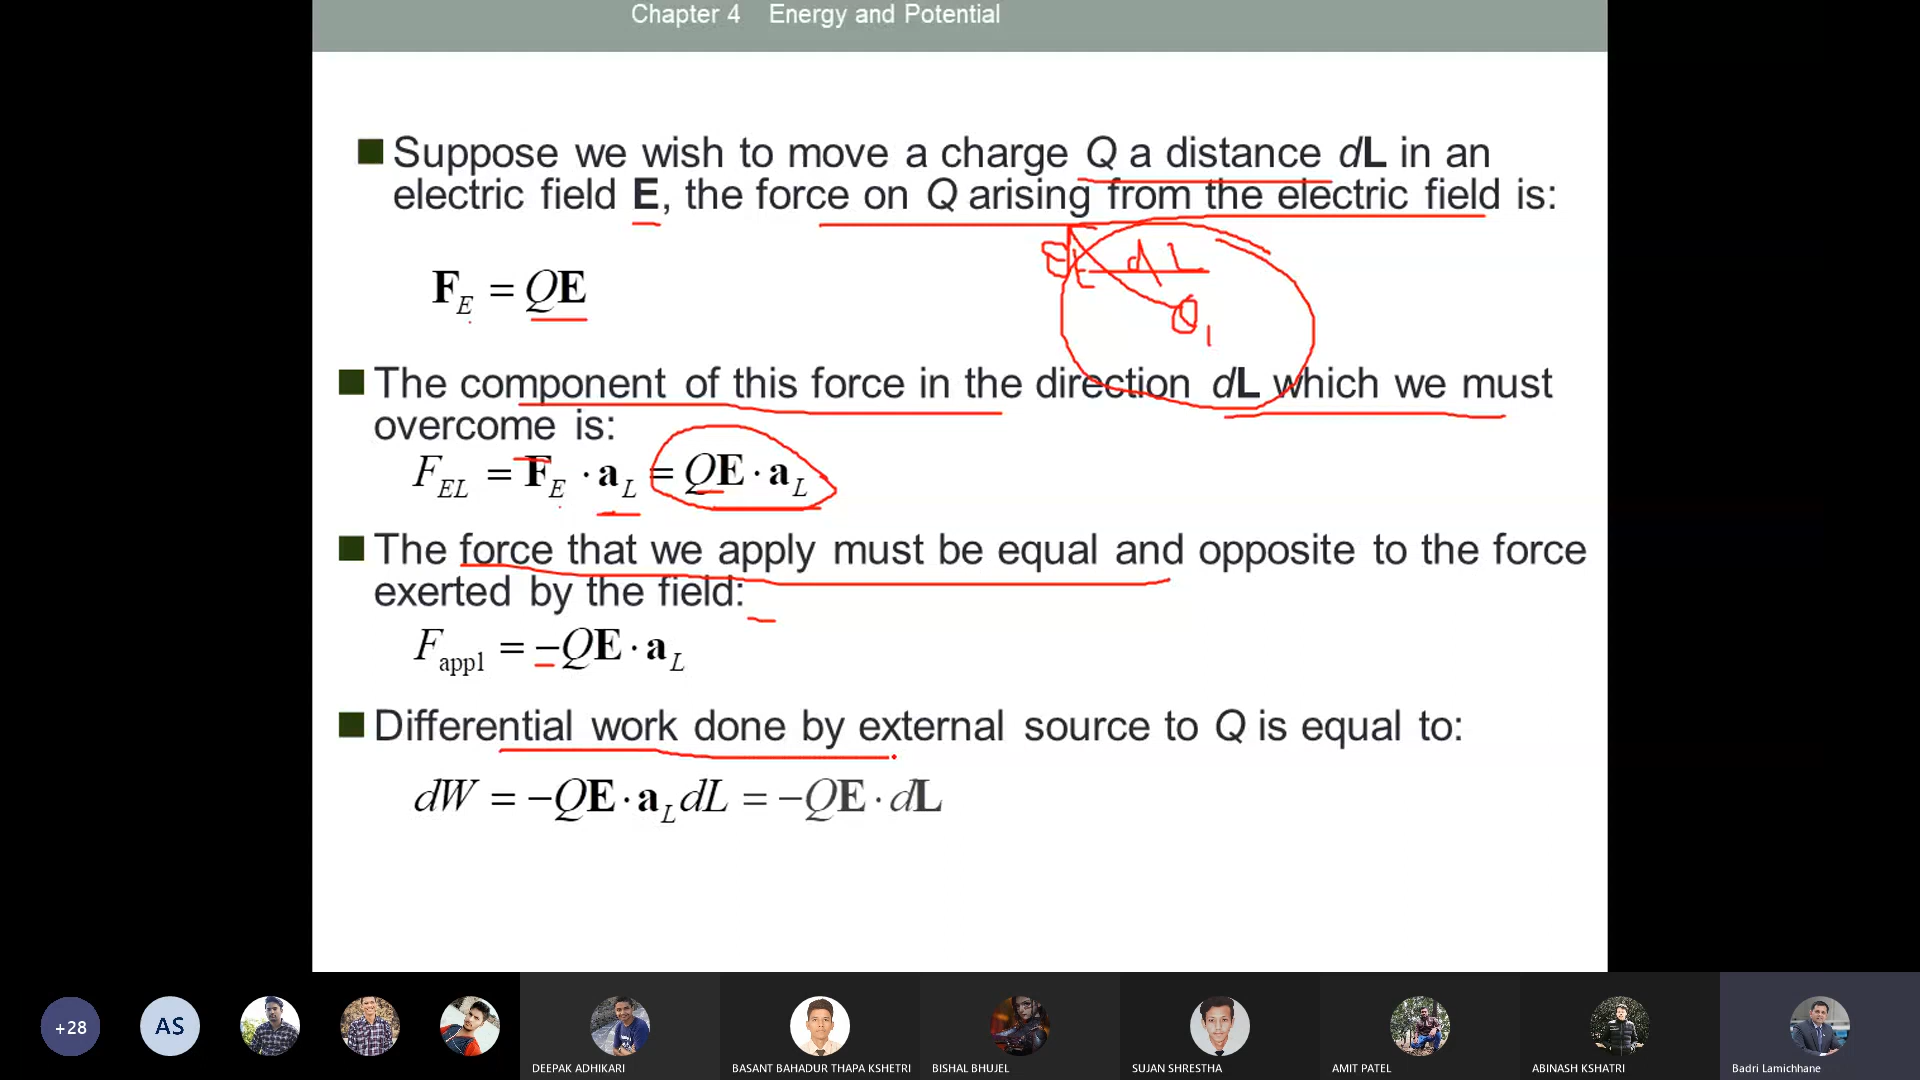 Chapter 4 Energy and Potential
Suppose we wish to move a charge Q a distance dL in an
electric field E, the force on Q arising from the electric field is:
dL
F_E = QE
Q1
The component of this force in the direction dL which we must
overcome is:
F_EL = F_E · a_L = QE · a_L
The force that we apply must be equal and opposite to the force
exerted by the field:
F_appl = −QE · a_L
Differential work done by external source to Q is equal to:
dW = −QE · a_L dL = −QE · dL
+28
AS
DEEPAK ADHIKARI
BASANT BAHADUR THAPA KSHETRI
BISHAL BHUJEL
SUJAN SHRESTHA
AMIT PATEL
ABINASH KSHATRI
Badri Lamichhane